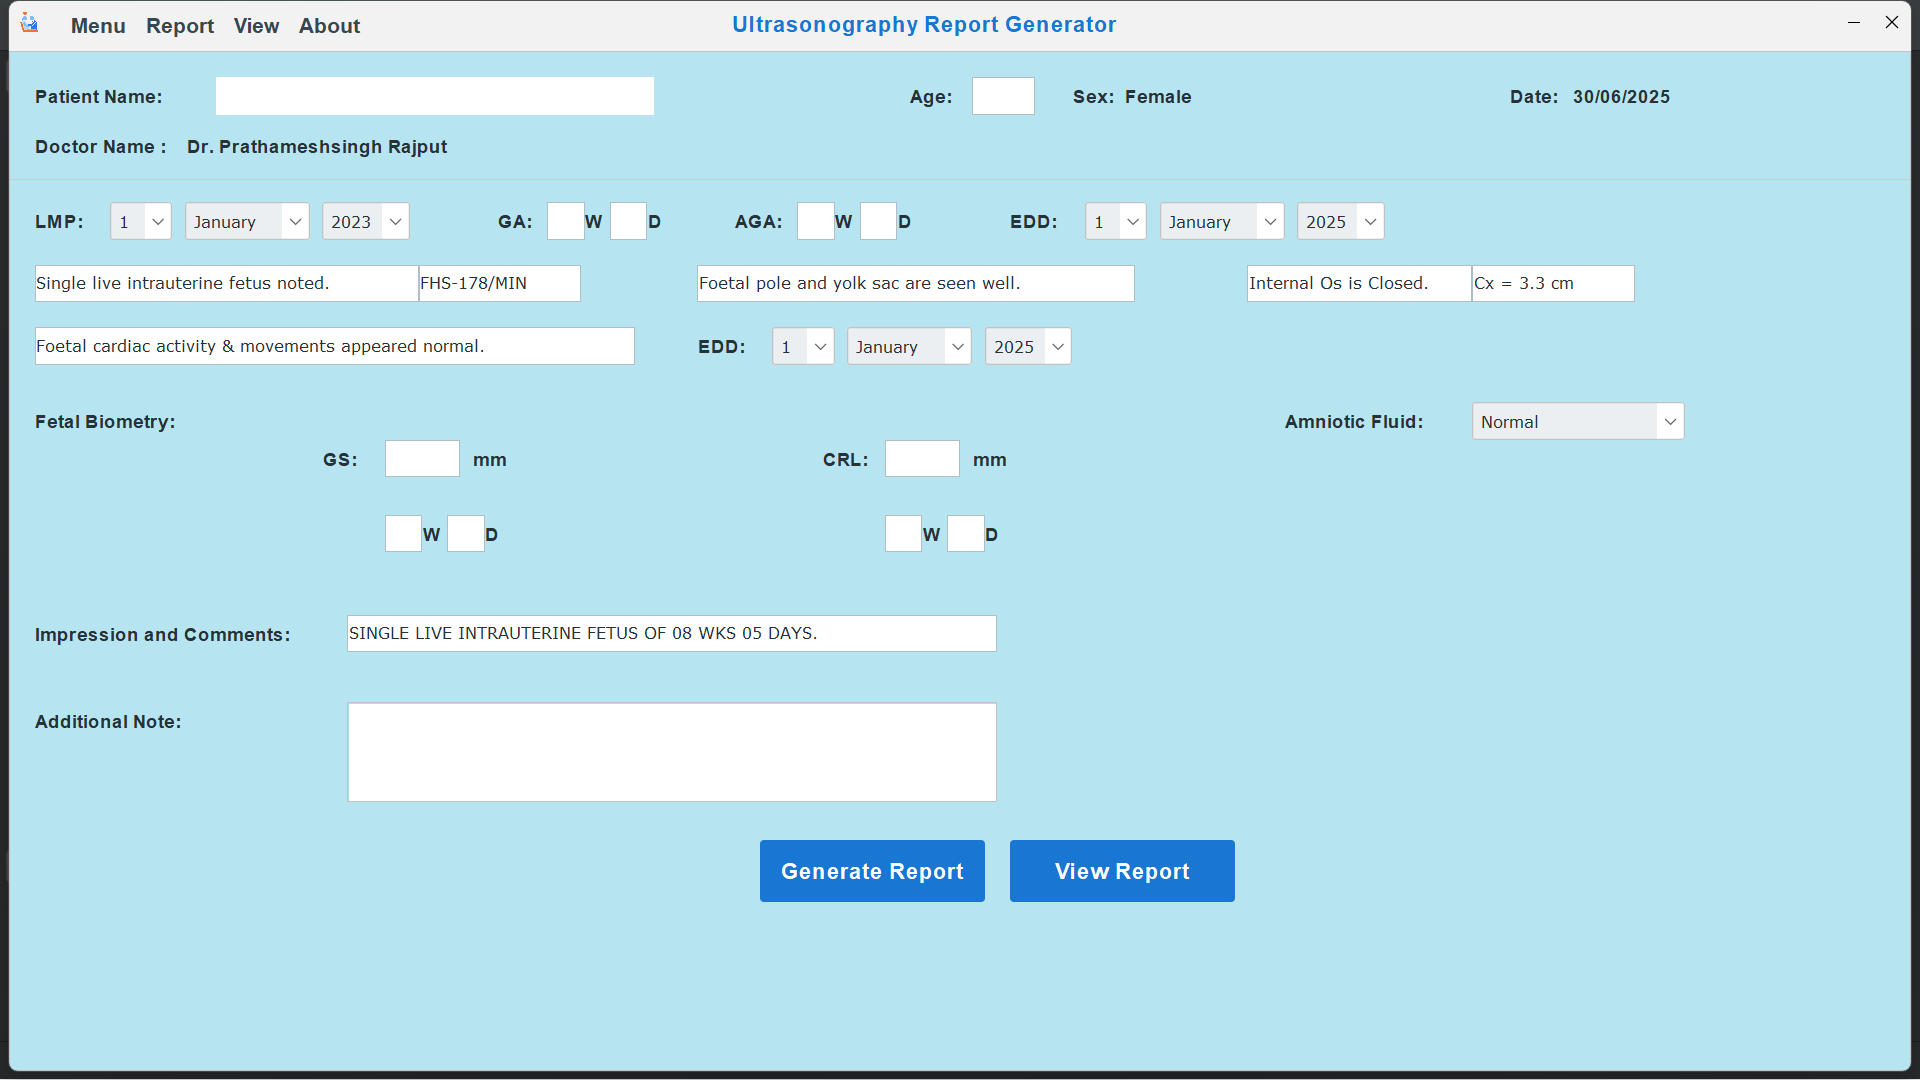 Menu Report View About
Ultrasonography Report Generator
Patient Name:
Age:
Sex: Female
Date: 30/06/2025
Doctor Name : Dr. Prathameshsingh Rajput
LMP: 1 January 2023
GA: W D
AGA: W D
EDD: 1 January 2025
Single live intrauterine fetus noted. FHS-178/MIN
Foetal pole and yolk sac are seen well.
Internal Os is Closed. Cx = 3.3 cm
Foetal cardiac activity & movements appeared normal.
EDD: 1 January 2025
Fetal Biometry:
Amniotic Fluid: Normal
GS: mm
CRL: mm
W D
W D
Impression and Comments: SINGLE LIVE INTRAUTERINE FETUS OF 08 WKS 05 DAYS.
Additional Note:
Generate Report
View Report